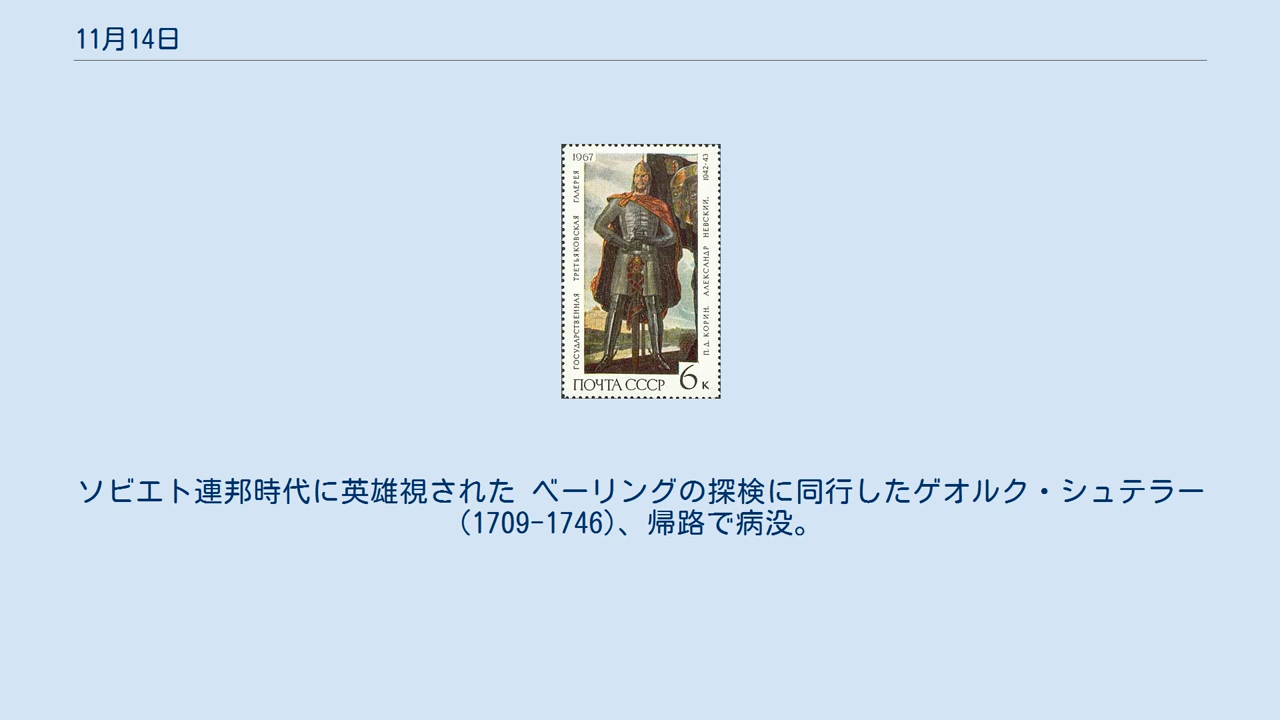 11月14日
1967
ГОСУДАРСТВЕННАЯ ТРЕТЬЯКОВСКАЯ ГАЛЕРЕЯ
П.Д. КОРИН. АЛЕКСАНДР НЕВСКИЙ. 1942-43
ПОЧТА СССР 6 к
ソビエト連邦時代に英雄視された ベーリングの探検に同行したゲオルク・シュテラー
(1709-1746)、帰路で病没。